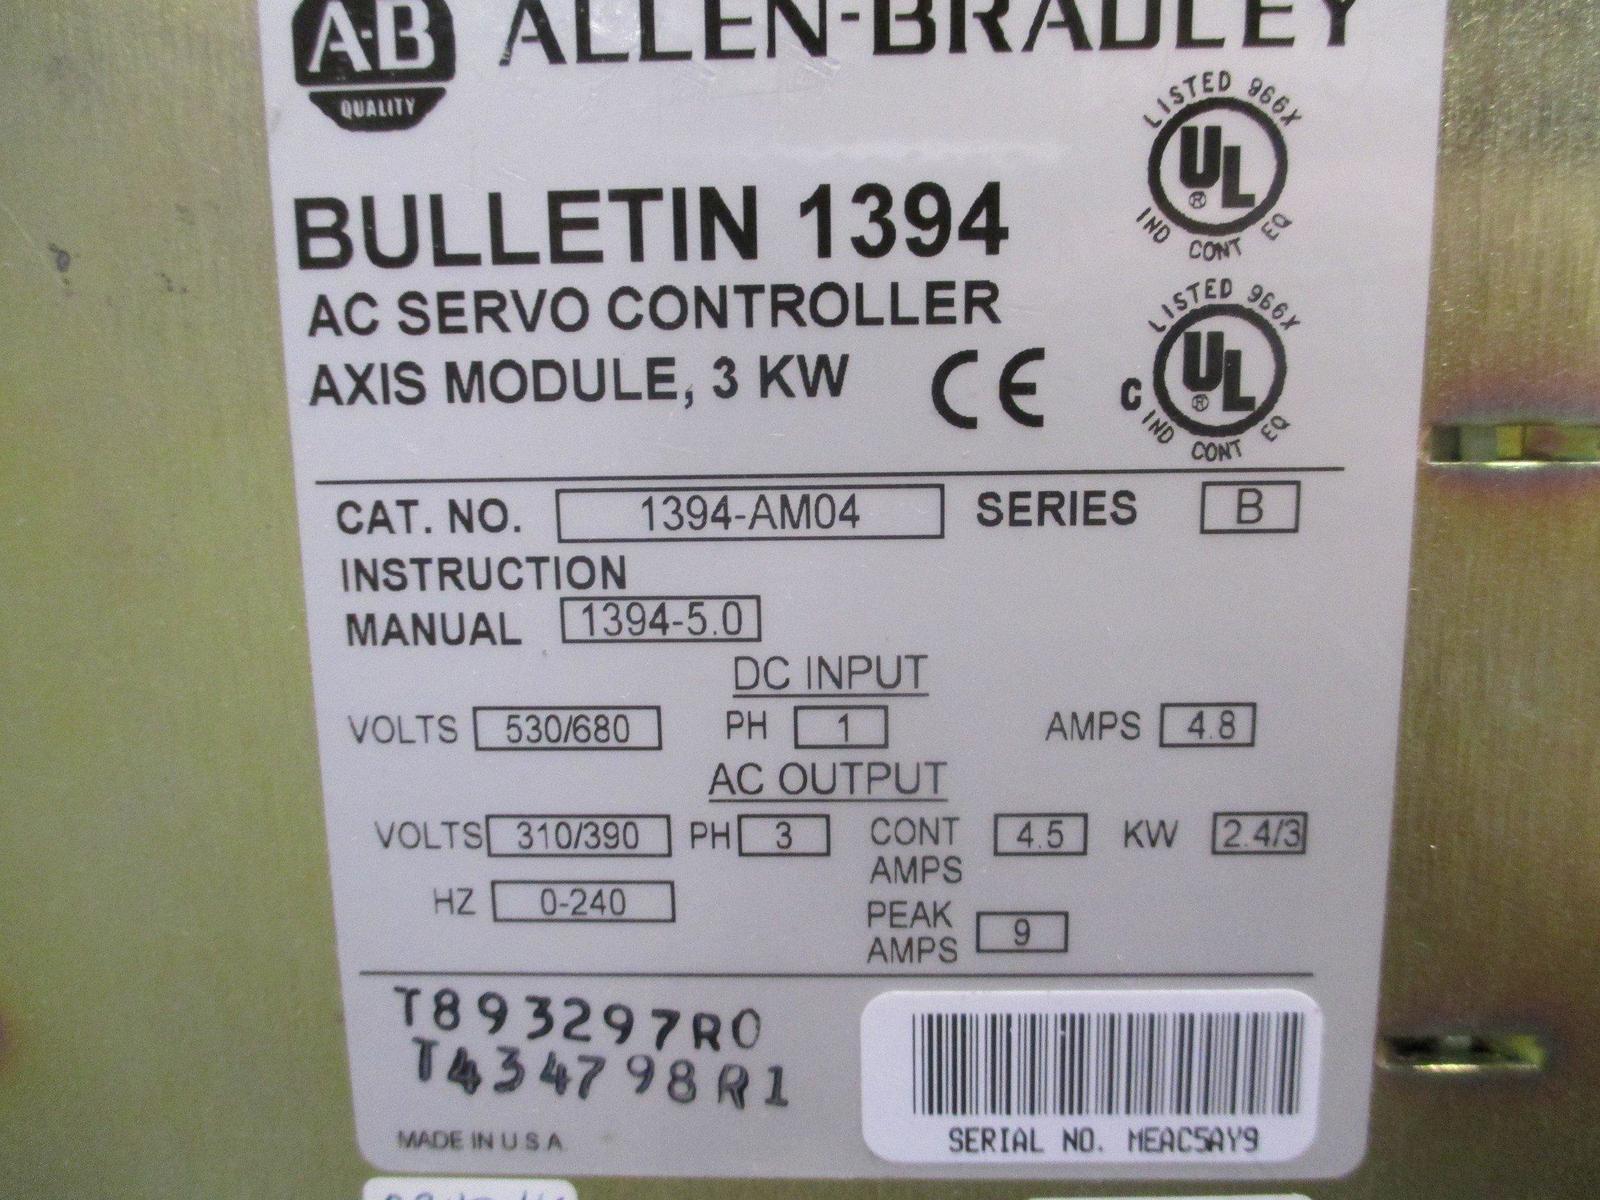 A-B QUALITY ALLEN-BRADLEY
LISTED 966X
UL ®
IND CONT EQ
BULLETIN 1394
AC SERVO CONTROLLER
AXIS MODULE, 3 KW CE
LISTED 966X
C UL ®
IND CONT EQ
CAT. NO. 1394-AM04 SERIES B
INSTRUCTION
MANUAL 1394-5.0
DC INPUT
VOLTS 530/680 PH 1 AMPS 4.8
AC OUTPUT
VOLTS 310/390 PH 3 CONT AMPS 4.5 KW 2.4/3
HZ 0-240 PEAK AMPS 9
T893297R0
T434798R1
MADE IN U S A
SERIAL NO. MEAC5AY9